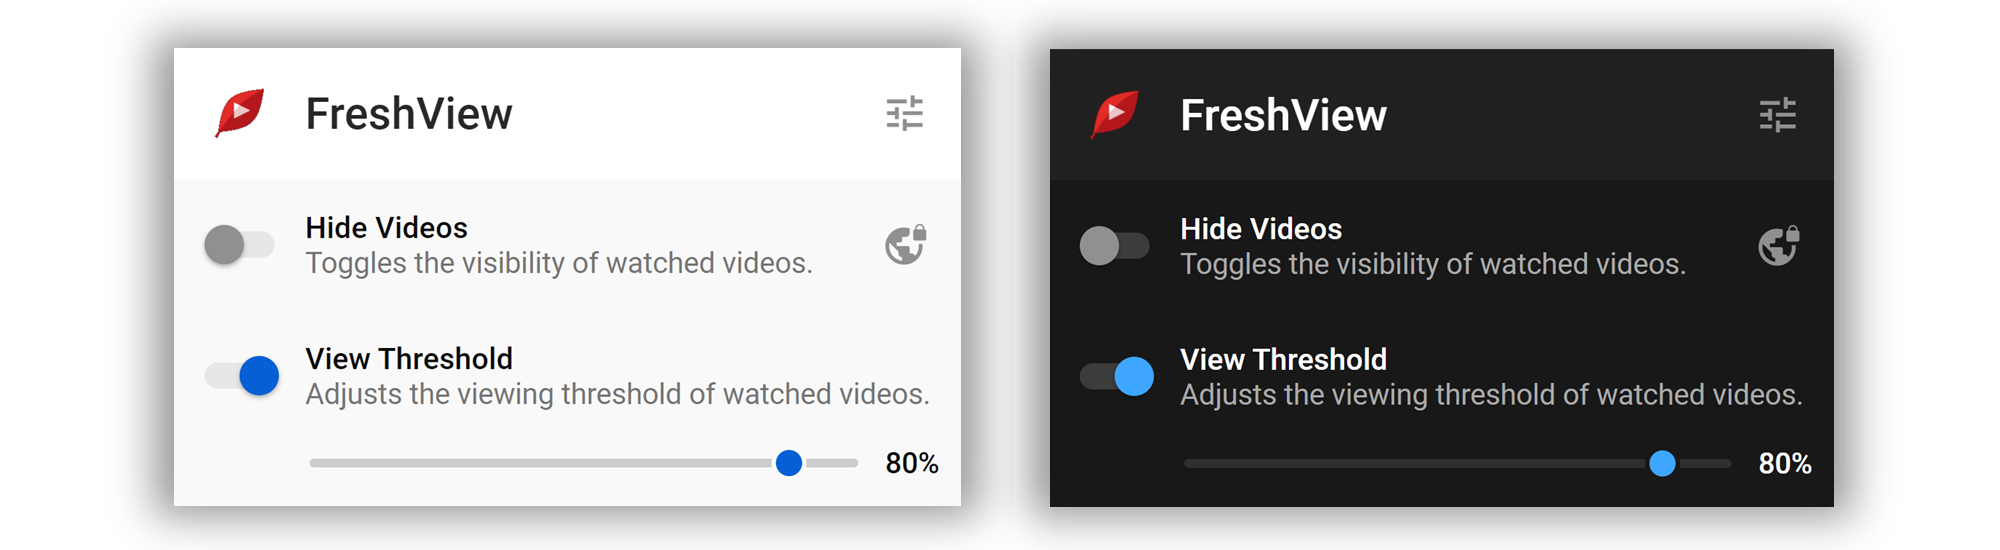 FreshView
Hide Videos
Toggles the visibility of watched videos.
View Threshold
Adjusts the viewing threshold of watched videos.
80%
FreshView
Hide Videos
Toggles the visibility of watched videos.
View Threshold
Adjusts the viewing threshold of watched videos.
80%